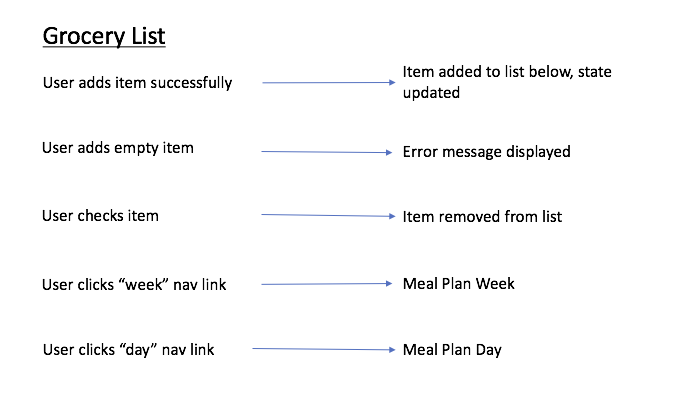 Grocery List
User adds item successfully
Item added to list below, state
updated
User adds empty item
Error message displayed
User checks item
Item removed from list
User clicks “week” nav link
Meal Plan Week
User clicks “day” nav link
Meal Plan Day